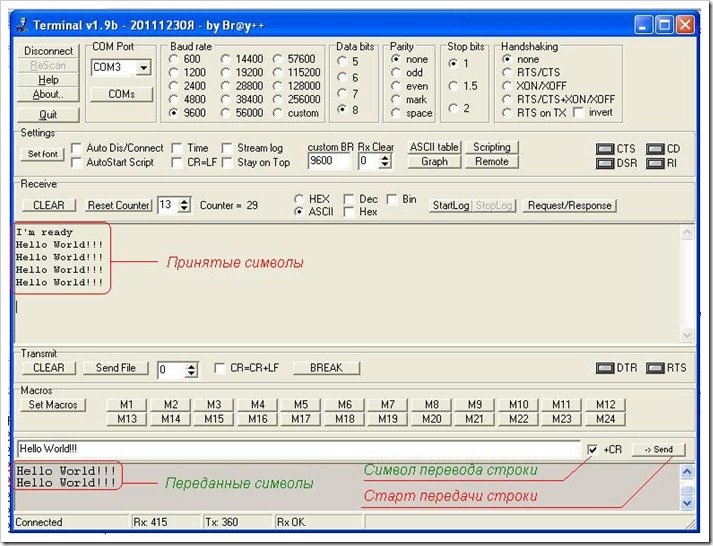 Terminal v1.9b - 20111230Я - by Br@y++
Disconnect
ReScan
Help
About..
Quit
COM Port
COM3
COMs
Baud rate
600 14400 57600
1200 19200 115200
2400 28800 128000
4800 38400 256000
9600 56000 custom
Data bits
5
6
7
8
Parity
none
odd
even
mark
space
Stop bits
1
1.5
2
Handshaking
none
RTS/CTS
XON/XOFF
RTS/CTS+XON/XOFF
RTS on TX invert
Settings
Set font
Auto Dis/Connect Time Stream log
AutoStart Script CR=LF Stay on Top
custom BR Rx Clear
9600 0
ASCII table Scripting
Graph Remote
CTS CD
DSR RI
Receive
CLEAR Reset Counter 13 Counter = 29
HEX Dec Bin
ASCII Hex
StartLog StopLog Request/Response
I'm ready
Hello World!!!
Hello World!!!
Hello World!!!
Hello World!!!
Принятые символы
Transmit
CLEAR Send File 0 CR=CR+LF BREAK DTR RTS
Macros
Set Macros
M1 M2 M3 M4 M5 M6 M7 M8 M9 M10 M11 M12
M13 M14 M15 M16 M17 M18 M19 M20 M21 M22 M23 M24
Hello World!!! +CR -> Send
Hello World!!!
Hello World!!!
Переданные символы
Символ перевода строки
Старт передачи строки
Connected Rx: 415 Tx: 360 Rx OK